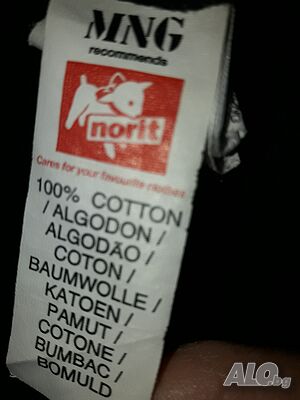 MNG
recommends
norit
Cares for your favourite clothes
100% COTTON
/ ALGODON /
ALGODÃO /
COTON /
BAUMWOLLE /
KATOEN /
PAMUT /
COTONE /
BUMBAC /
BOMULD
ALO.bg